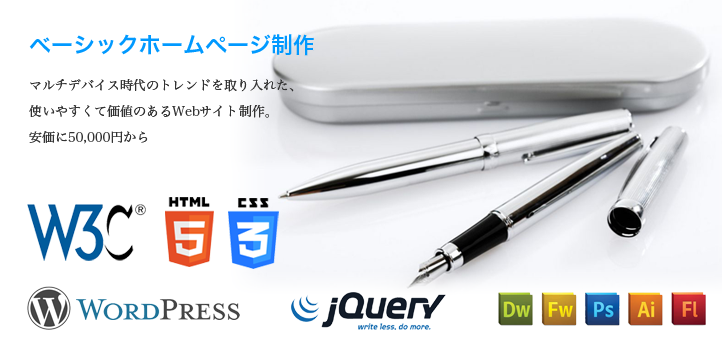 ベーシックホームページ制作
マルチデバイス時代のトレンドを取り入れた、
使いやすくて価値のあるWebサイト制作。
安価に50,000円から
W3C®
HTML
5
CSS
3
W WORDPRESS
jQuery
write less, do more.
Dw Fw Ps Ai Fl